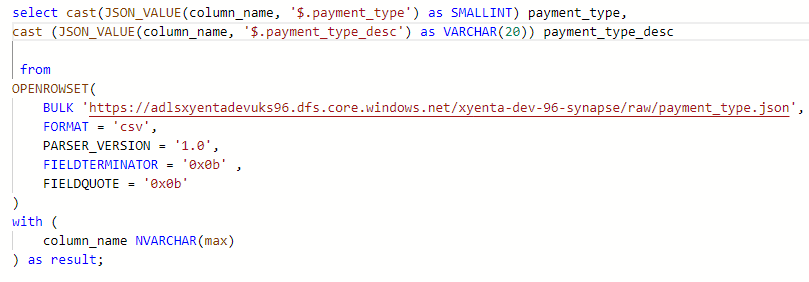 select cast(JSON_VALUE(column_name, '$.payment_type') as SMALLINT) payment_type,
cast (JSON_VALUE(column_name, '$.payment_type_desc') as VARCHAR(20)) payment_type_desc
from
OPENROWSET(
BULK 'https://adlsxyentadevuks96.dfs.core.windows.net/xyenta-dev-96-synapse/raw/payment_type.json',
FORMAT = 'csv',
PARSER_VERSION = '1.0',
FIELDTERMINATOR = '0x0b' ,
FIELDQUOTE = '0x0b'
)
with (
column_name NVARCHAR(max)
) as result;